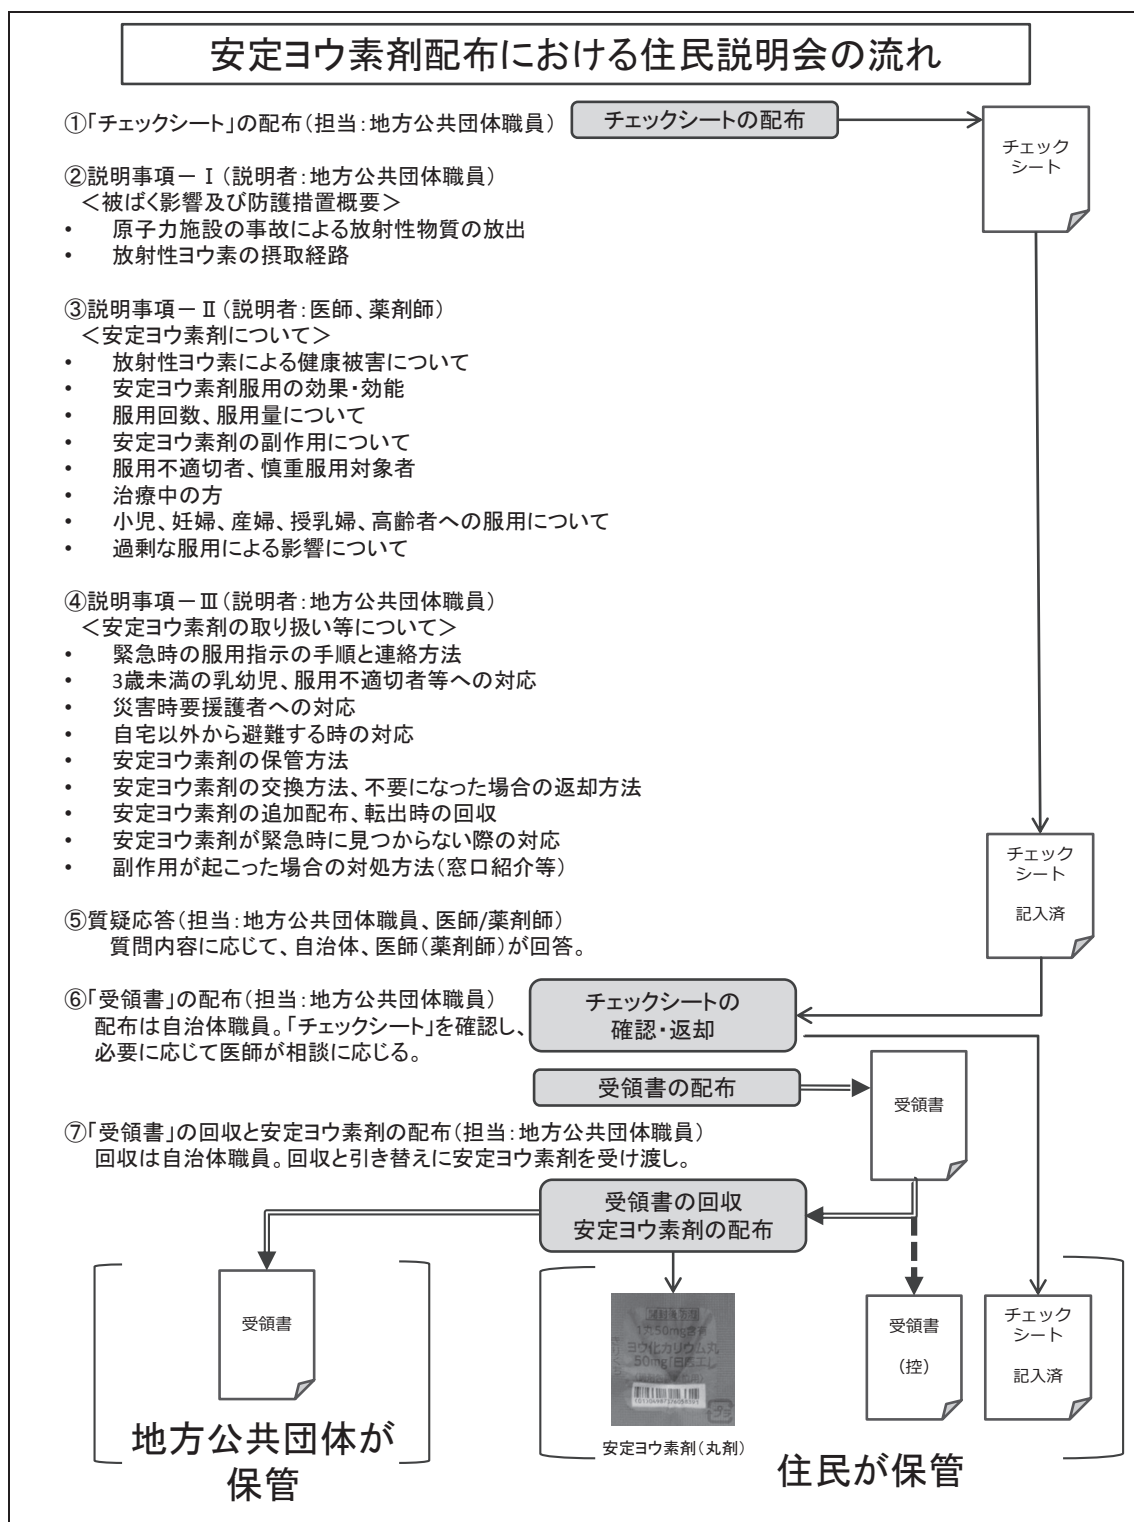 安定ヨウ素剤配布における住民説明会の流れ
①「チェックシート」の配布（担当：地方公共団体職員）
チェックシートの配布
チェック
シート
②説明事項－Ⅰ（説明者：地方公共団体職員）
＜被ばく影響及び防護措置概要＞
• 原子力施設の事故による放射性物質の放出
• 放射性ヨウ素の摂取経路
③説明事項－Ⅱ（説明者：医師、薬剤師）
＜安定ヨウ素剤について＞
• 放射性ヨウ素による健康被害について
• 安定ヨウ素剤服用の効果・効能
• 服用回数、服用量について
• 安定ヨウ素剤の副作用について
• 服用不適切者、慎重服用対象者
• 治療中の方
• 小児、妊婦、産婦、授乳婦、高齢者への服用について
• 過剰な服用による影響について
④説明事項－Ⅲ（説明者：地方公共団体職員）
＜安定ヨウ素剤の取り扱い等について＞
• 緊急時の服用指示の手順と連絡方法
• 3歳未満の乳幼児、服用不適切者等への対応
• 災害時要援護者への対応
• 自宅以外から避難する時の対応
• 安定ヨウ素剤の保管方法
• 安定ヨウ素剤の交換方法、不要になった場合の返却方法
• 安定ヨウ素剤の追加配布、転出時の回収
• 安定ヨウ素剤が緊急時に見つからない際の対応
• 副作用が起こった場合の対処方法（窓口紹介等）
チェック
シート
記入済
⑤質疑応答（担当：地方公共団体職員、医師/薬剤師）
質問内容に応じて、自治体、医師（薬剤師）が回答。
⑥「受領書」の配布（担当：地方公共団体職員）
配布は自治体職員。「チェックシート」を確認し、
必要に応じて医師が相談に応じる。
チェックシートの
確認・返却
受領書の配布
受領書
⑦「受領書」の回収と安定ヨウ素剤の配布（担当：地方公共団体職員）
回収は自治体職員。回収と引き替えに安定ヨウ素剤を受け渡し。
受領書の回収
安定ヨウ素剤の配布
受領書
地方公共団体が
保管
1丸50mg含有
ヨウ化カリウム丸
50mg「日医工」
安定ヨウ素剤（丸剤）
受領書
（控）
チェック
シート
記入済
住民が保管